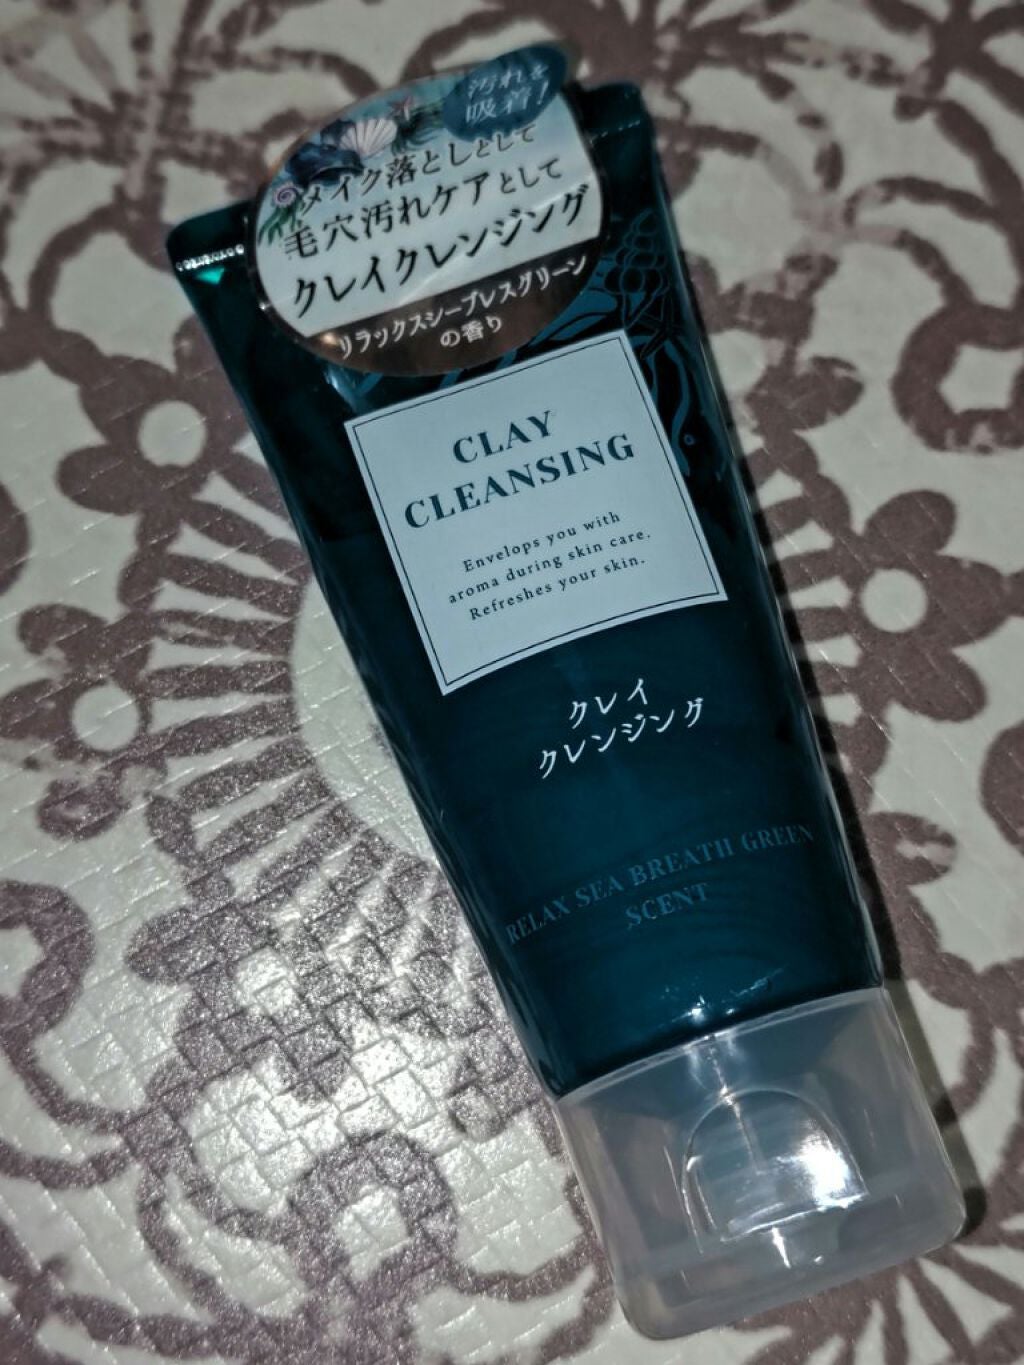 汚れを
吸着!
メイク落としとして
毛穴汚れケアとして
クレイクレンジング
リラックスシーブレスグリーン
の香り
CLAY
CLEANSING
Envelops you with
aroma during skin care.
Refreshes your skin.
クレイ
クレンジング
RELAX SEA BREATH GREEN
SCENT